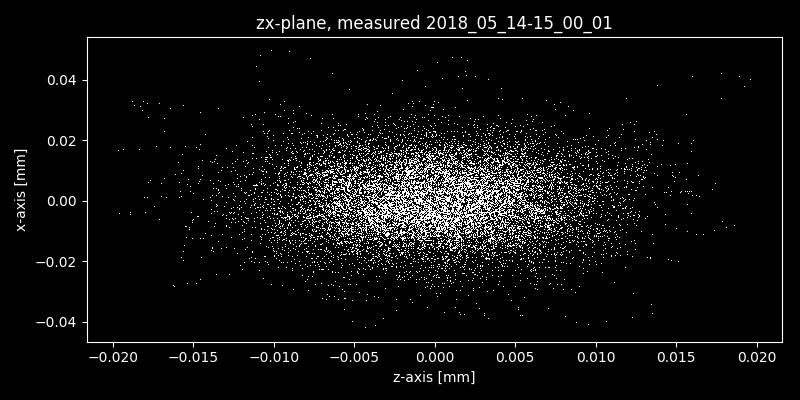 zx-plane, measured 2018_05_14-15_00_01
0.04
0.02
0.00
−0.02
−0.04
x-axis [mm]
−0.020 −0.015 −0.010 −0.005 0.000 0.005 0.010 0.015 0.020
z-axis [mm]